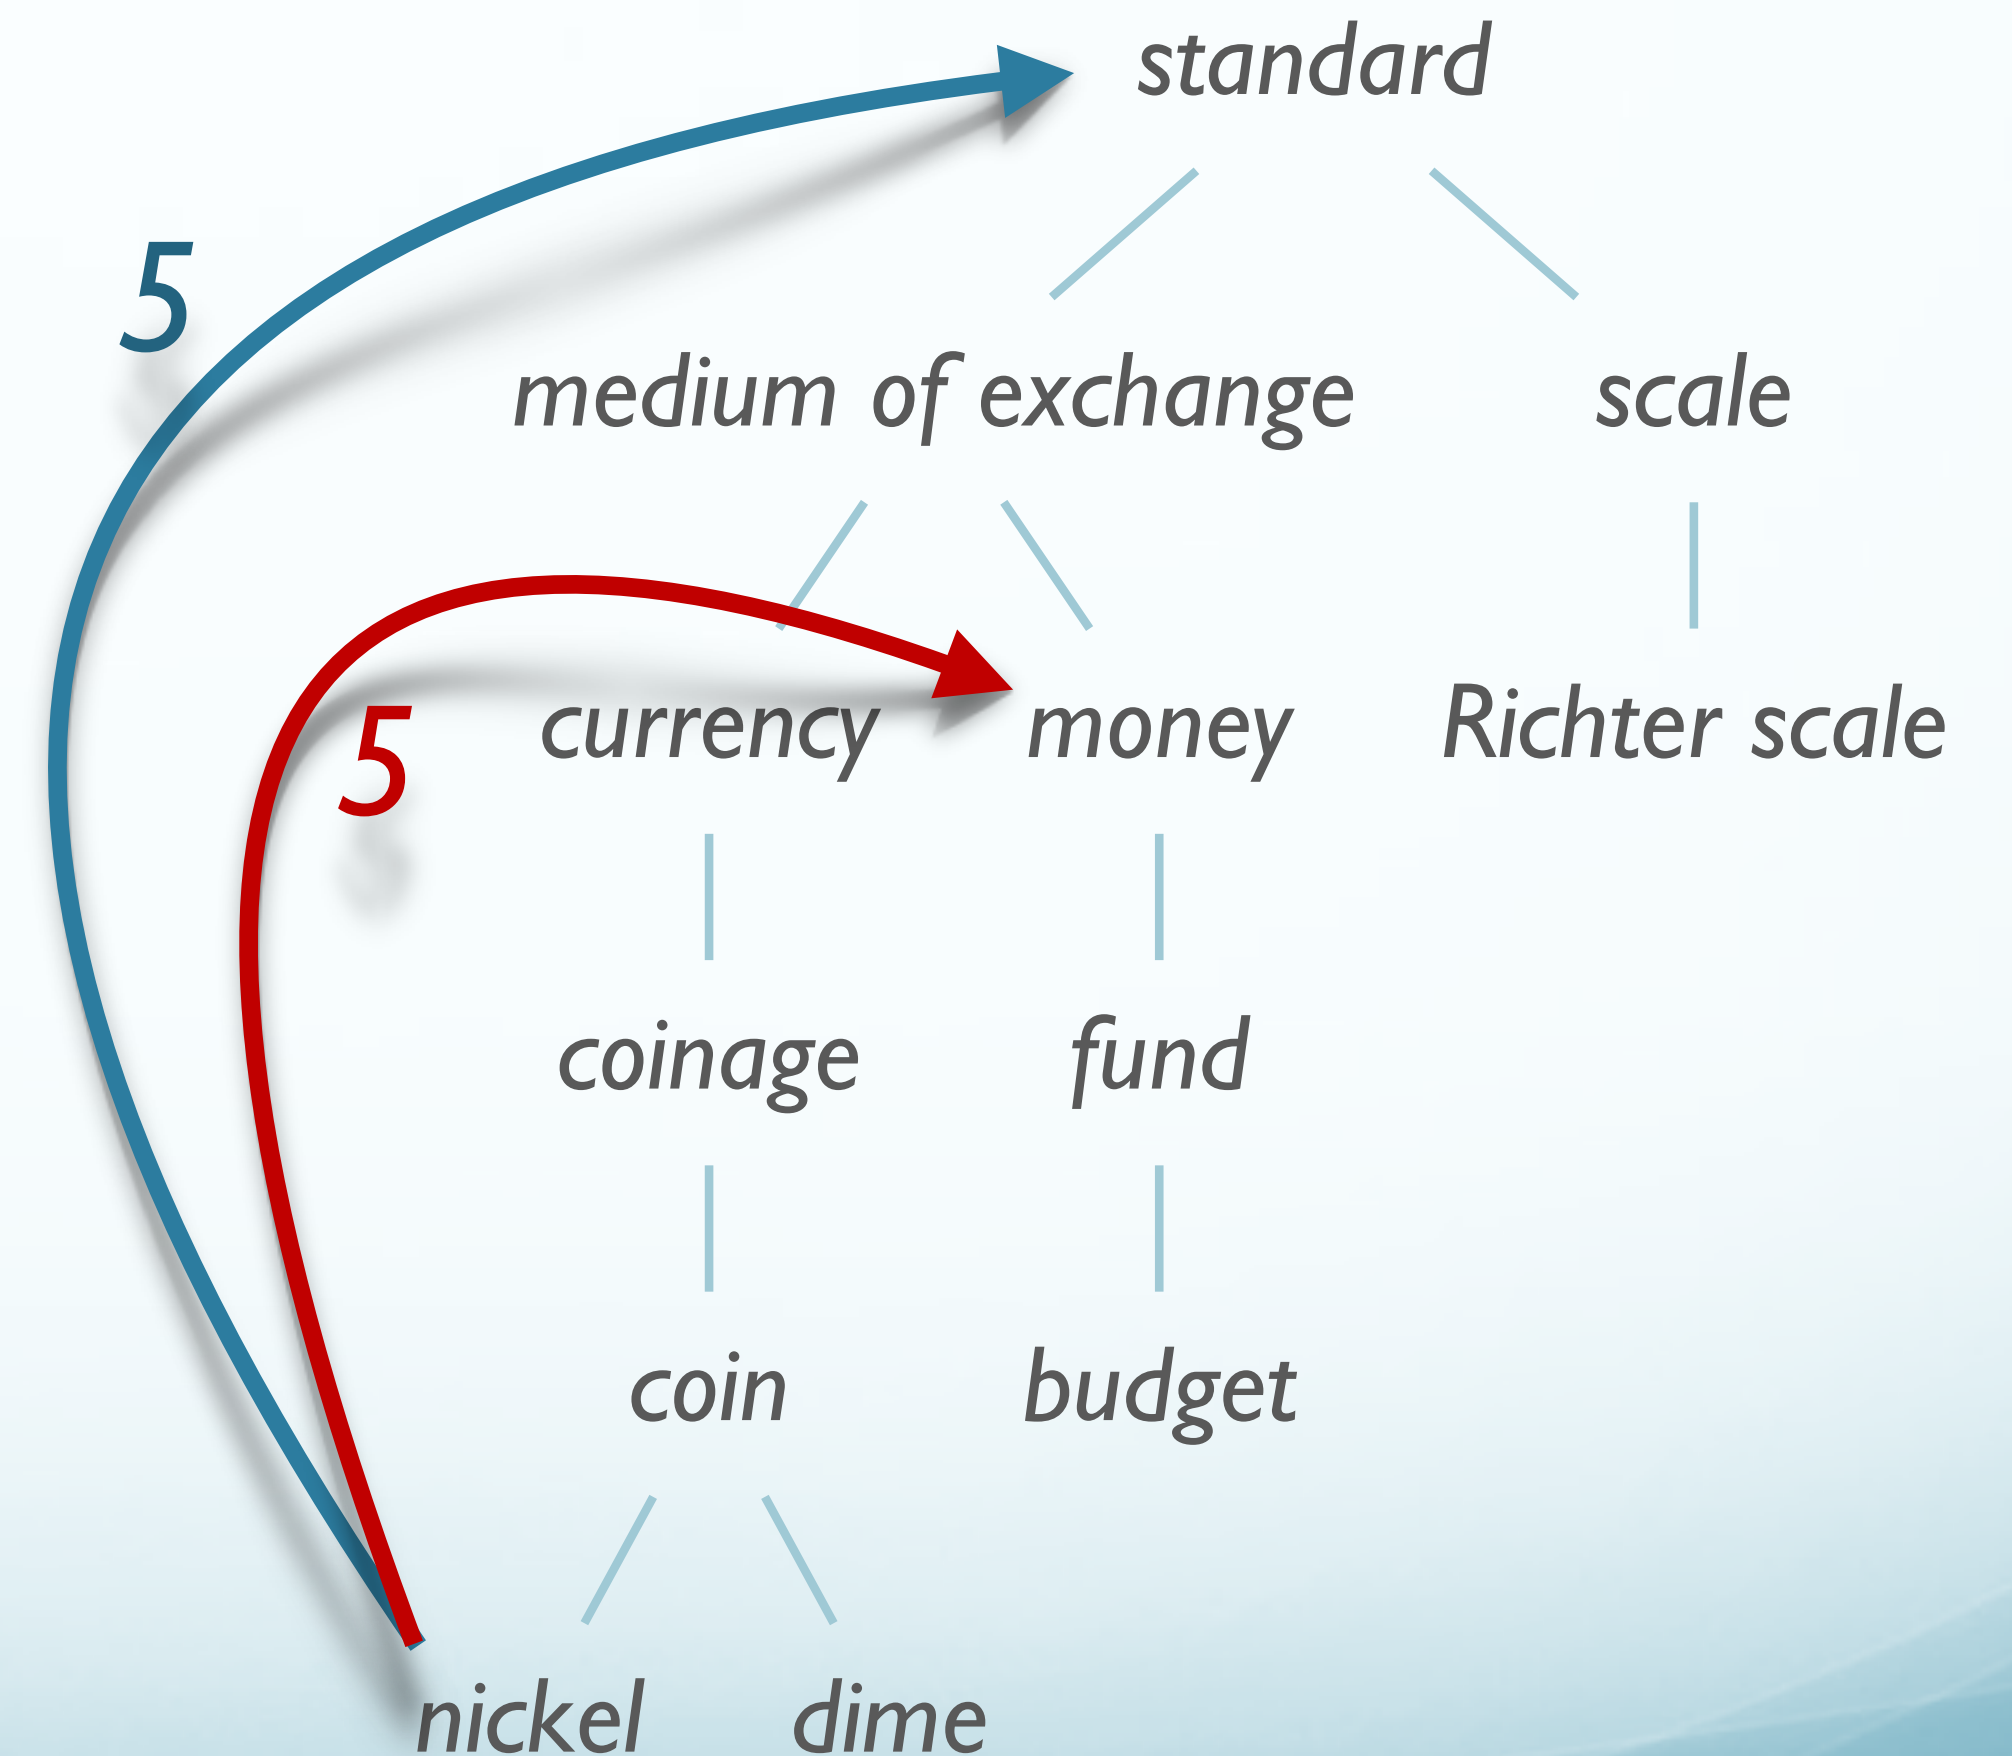 standard
5
medium of exchange scale
currency money Richter scale
5
coinage fund
coin budget
nickel dime